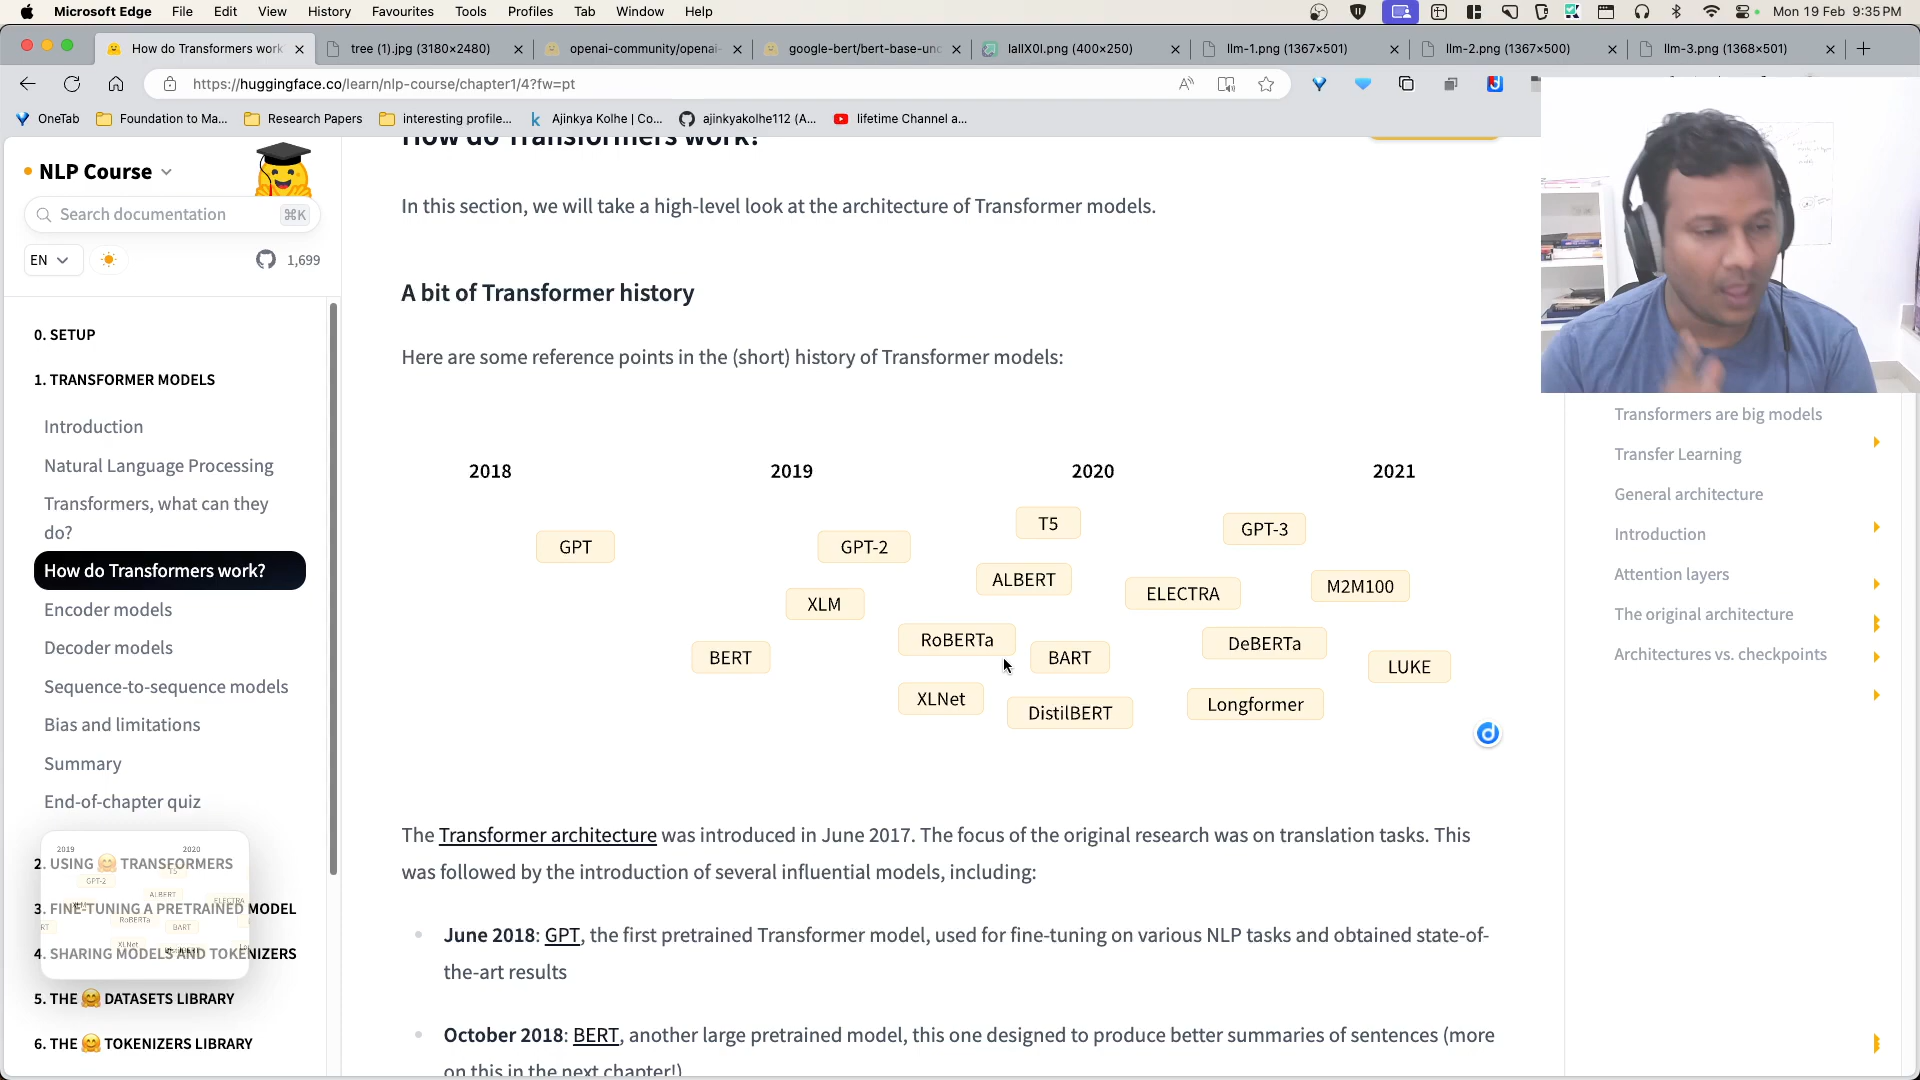 Microsoft Edge File Edit View History Favourites Tools Profiles Tab Window Help Mon 19 Feb 9:35 PM
How do Transformers work tree (1).jpg (3180×2480) openai-community/openai- google-bert/bert-base-unc IallX0I.png (400×250) llm-1.png (1367×501) llm-2.png (1367×500) llm-3.png (1368×501)
https://huggingface.co/learn/nlp-course/chapter1/4?fw=pt
OneTab Foundation to Ma... Research Papers interesting profile... Ajinkya Kolhe | Co... ajinkyakolhe112 (A... lifetime Channel a...
NLP Course
Search documentation ⌘K
EN 1,699
0. SETUP
1. TRANSFORMER MODELS
Introduction
Natural Language Processing
Transformers, what can they
do?
How do Transformers work?
Encoder models
Decoder models
Sequence-to-sequence models
Bias and limitations
Summary
End-of-chapter quiz
2. USING 🤗 TRANSFORMERS
3. FINE-TUNING A PRETRAINED MODEL
4. SHARING MODELS AND TOKENIZERS
5. THE 🤗 DATASETS LIBRARY
6. THE 🤗 TOKENIZERS LIBRARY
2019 2020
GPT-2
ALBERT
RoBERTa
BART
How do Transformers work?
In this section, we will take a high-level look at the architecture of Transformer models.
A bit of Transformer history
Here are some reference points in the (short) history of Transformer models:
2018 2019 2020 2021
T5
GPT-3
GPT GPT-2
ALBERT
M2M100
ELECTRA
XLM
RoBERTa
DeBERTa
BERT BART
LUKE
XLNet
Longformer
DistilBERT
The Transformer architecture was introduced in June 2017. The focus of the original research was on translation tasks. This
was followed by the introduction of several influential models, including:
June 2018: GPT, the first pretrained Transformer model, used for fine-tuning on various NLP tasks and obtained state-of-
the-art results
October 2018: BERT, another large pretrained model, this one designed to produce better summaries of sentences (more
on this in the next chapter!)
Transformers are big models
Transfer Learning
General architecture
Introduction
Attention layers
The original architecture
Architectures vs. checkpoints